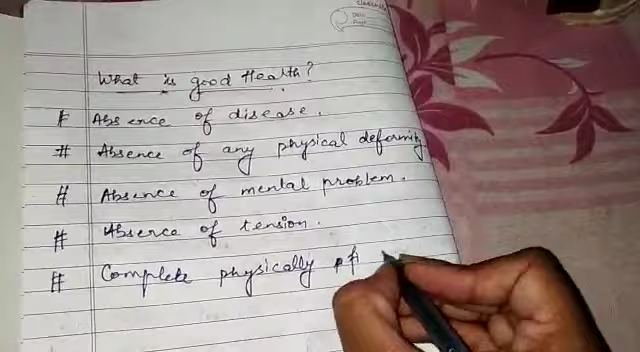 What is good Health?
# Absence of disease.
# Absence of any physical deformity.
# Absence of mental problem.
# Absence of tension.
# Complete physically